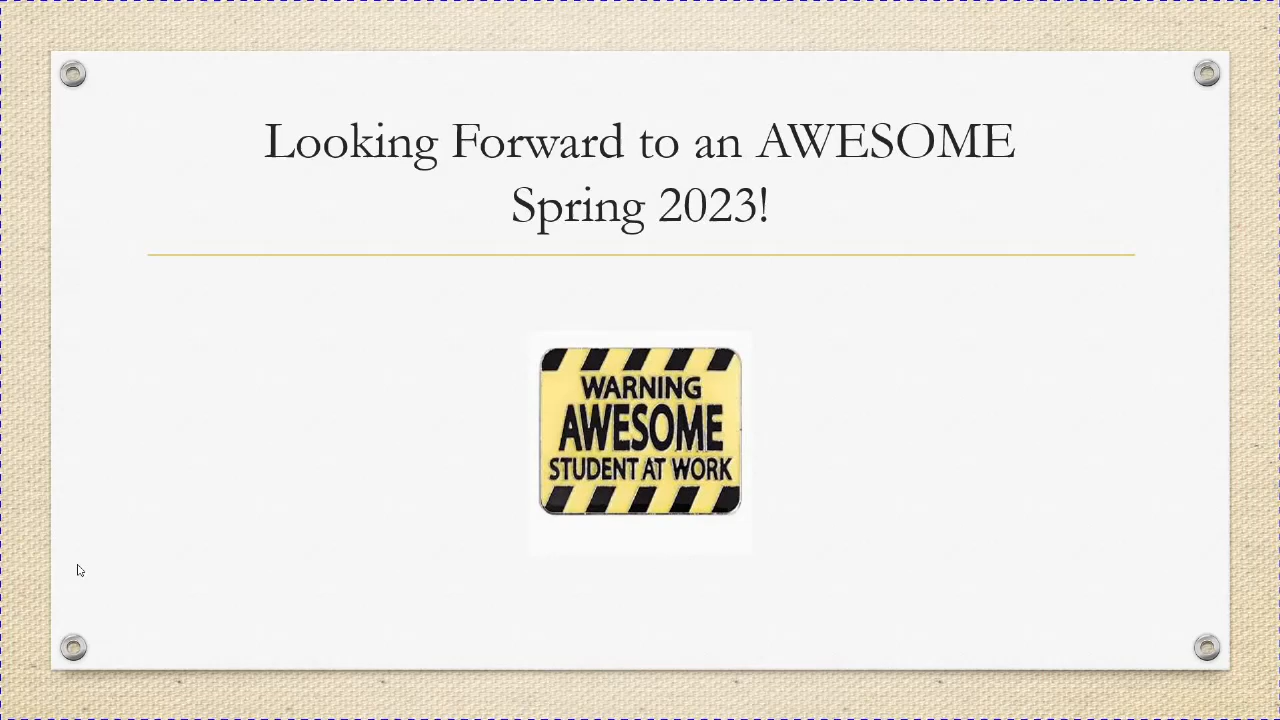 Looking Forward to an AWESOME
Spring 2023!
WARNING
AWESOME
STUDENT AT WORK